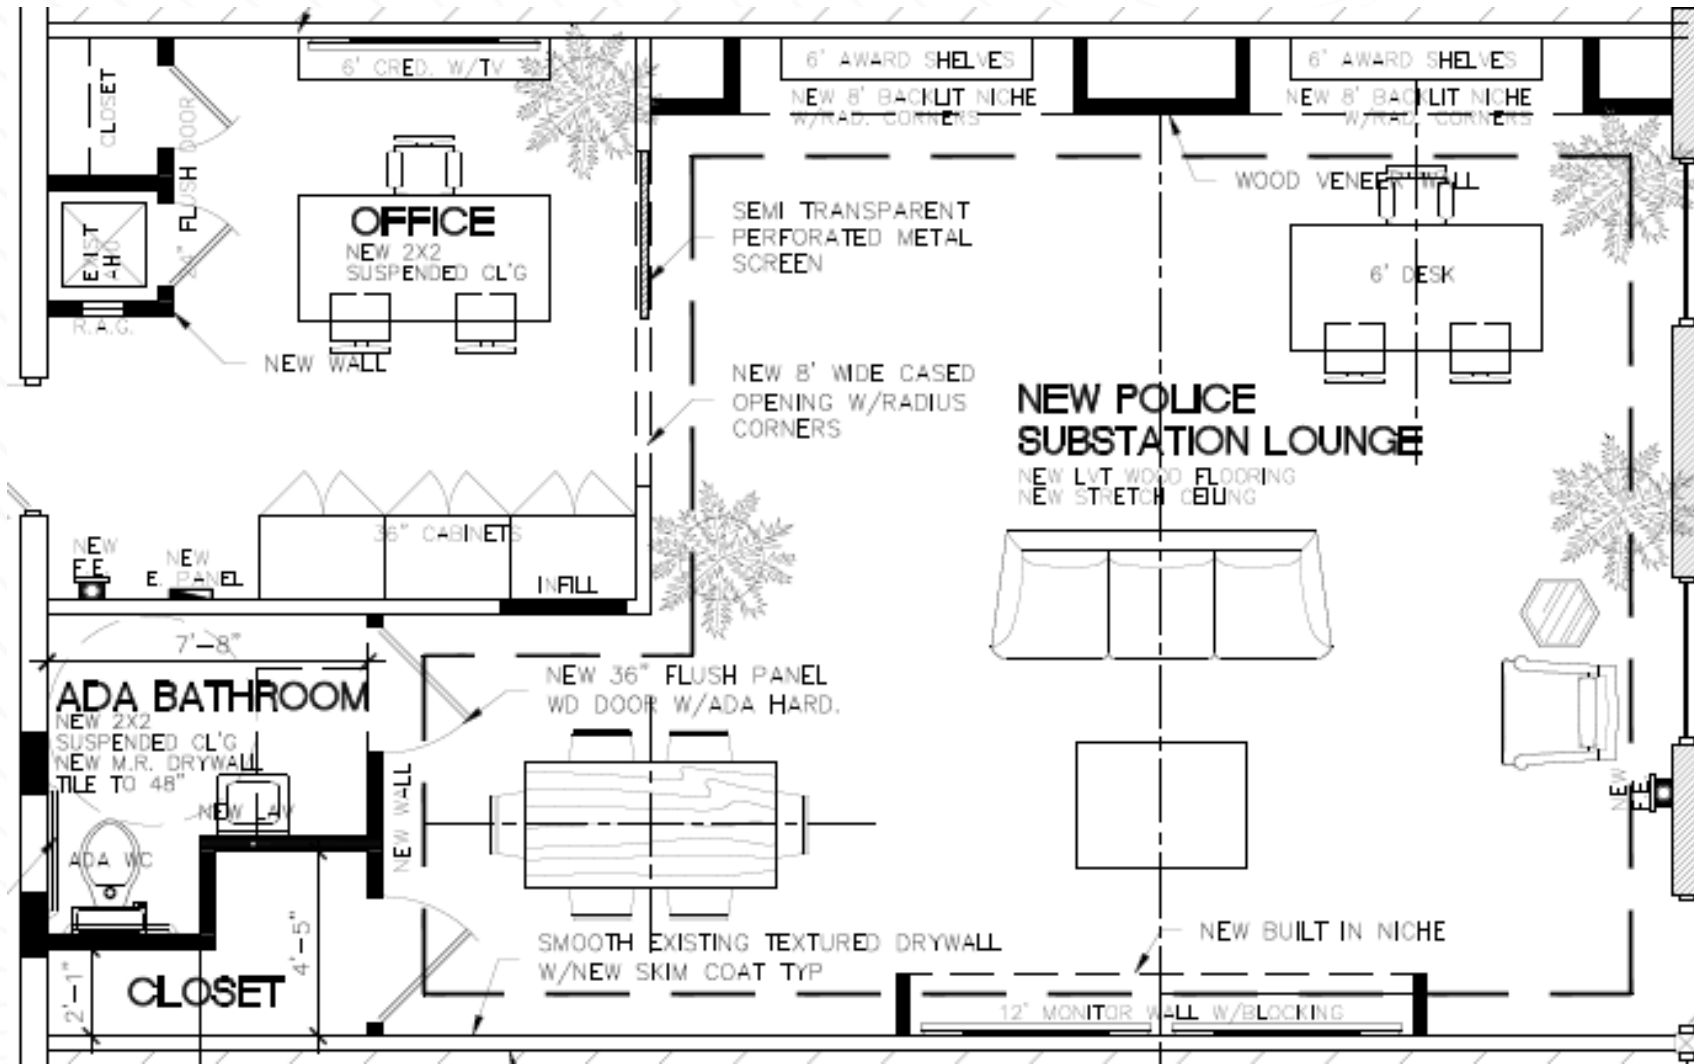 6' CRED. W/TV
6' AWARD SHELVES
6' AWARD SHELVES
NEW 8' BACKLIT NICHE
W/RAD. CORNERS
NEW 8' BACKLIT NICHE
W/RAD. CORNERS
CLOSET
24" FLUSH DOOR
WOOD VENEER WALL
OFFICE
NEW 2X2
SUSPENDED CL'G
SEMI TRANSPARENT
PERFORATED METAL
SCREEN
EXIST
AHU
6' DESK
R.A.G.
NEW WALL
NEW 8' WIDE CASED
OPENING W/RADIUS
CORNERS
NEW POLICE
SUBSTATION LOUNGE
NEW LVT WOOD FLOORING
NEW STRETCH CEILING
36" CABINETS
NEW
F.E.
NEW
E. PANEL
INFILL
7'-8"
NEW 36" FLUSH PANEL
WD DOOR W/ADA HARD.
ADA BATHROOM
NEW 2X2
SUSPENDED CL'G
NEW M.R. DRYWALL
TILE TO 48"
NEW LAV
NEW WALL
NEW
F.E.
ADA WC
4'-5"
SMOOTH EXISTING TEXTURED DRYWALL
W/NEW SKIM COAT TYP
NEW BUILT IN NICHE
2'-1"
CLOSET
12' MONITOR WALL W/BLOCKING